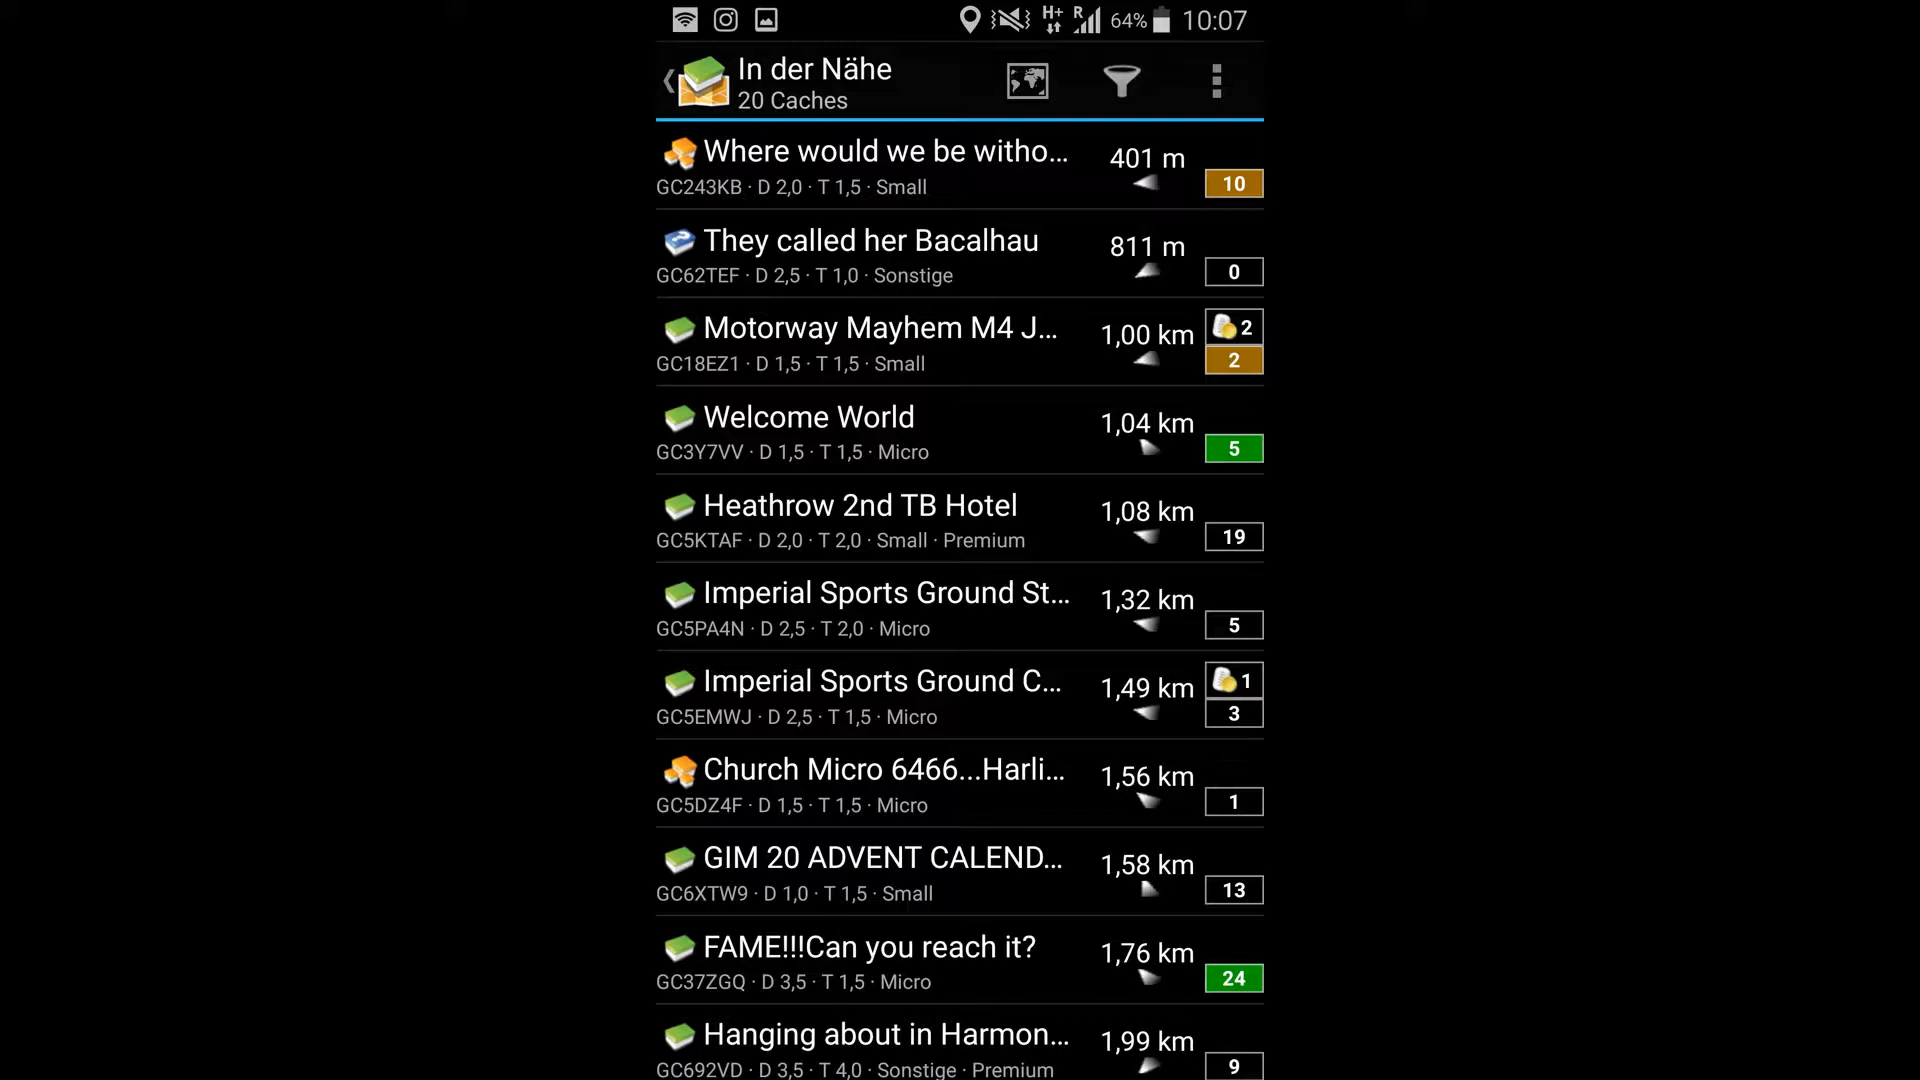 H+ R 64% 10:07
In der Nähe
20 Caches
Where would we be witho... 401 m
GC243KB · D 2,0 · T 1,5 · Small 10
They called her Bacalhau 811 m
GC62TEF · D 2,5 · T 1,0 · Sonstige 0
Motorway Mayhem M4 J... 1,00 km 2
GC18EZ1 · D 1,5 · T 1,5 · Small 2
Welcome World 1,04 km
GC3Y7VV · D 1,5 · T 1,5 · Micro 5
Heathrow 2nd TB Hotel 1,08 km
GC5KTAF · D 2,0 · T 2,0 · Small · Premium 19
Imperial Sports Ground St... 1,32 km
GC5PA4N · D 2,5 · T 2,0 · Micro 5
Imperial Sports Ground C... 1,49 km 1
GC5EMWJ · D 2,5 · T 1,5 · Micro 3
Church Micro 6466...Harli... 1,56 km
GC5DZ4F · D 1,5 · T 1,5 · Micro 1
GIM 20 ADVENT CALEND... 1,58 km
GC6XTW9 · D 1,0 · T 1,5 · Small 13
FAME!!!Can you reach it? 1,76 km
GC37ZGQ · D 3,5 · T 1,5 · Micro 24
Hanging about in Harmon... 1,99 km
GC692VD · D 3,5 · T 4,0 · Sonstige · Premium 9